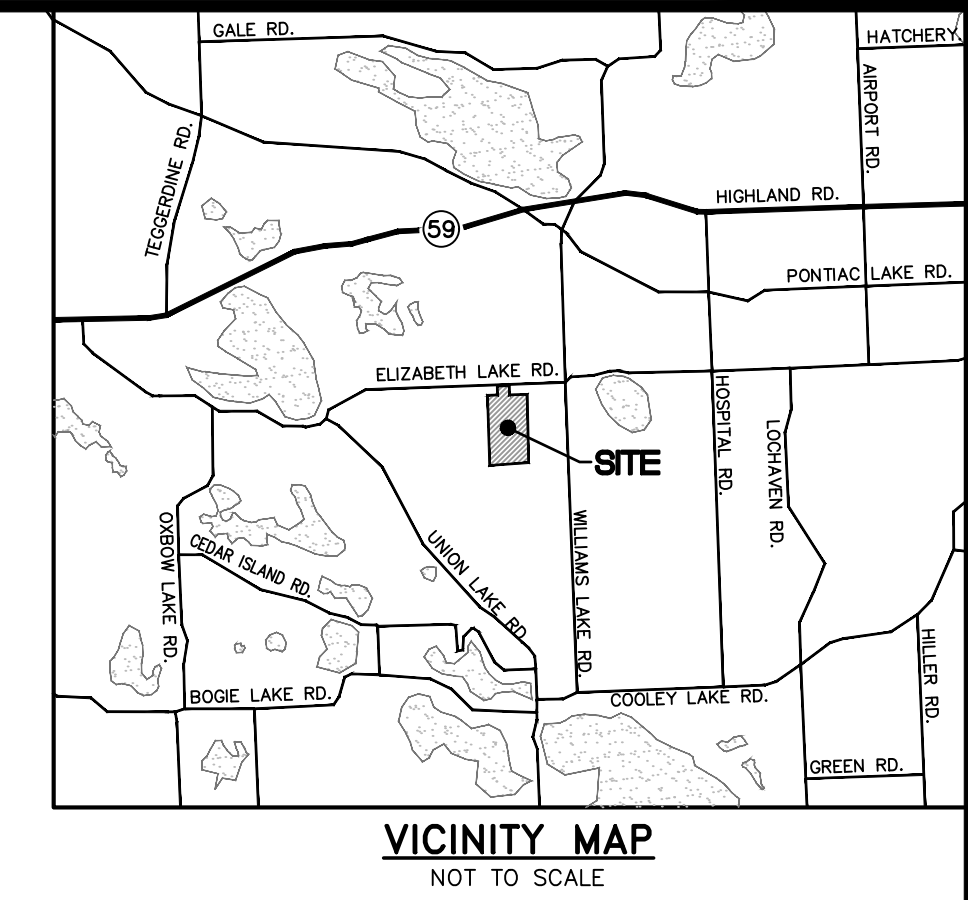 GALE RD.
HATCHERY
AIRPORT RD.
TEGGERDINE RD.
HIGHLAND RD.
59
PONTIAC LAKE RD.
ELIZABETH LAKE RD.
HOSPITAL RD.
LOCHAVEN RD.
SITE
OXBOW LAKE RD.
CEDAR ISLAND RD.
UNION LAKE RD.
WILLIAMS LAKE RD.
HILLER RD.
BOGIE LAKE RD.
COOLEY LAKE RD.
GREEN RD.
VICINITY MAP
NOT TO SCALE